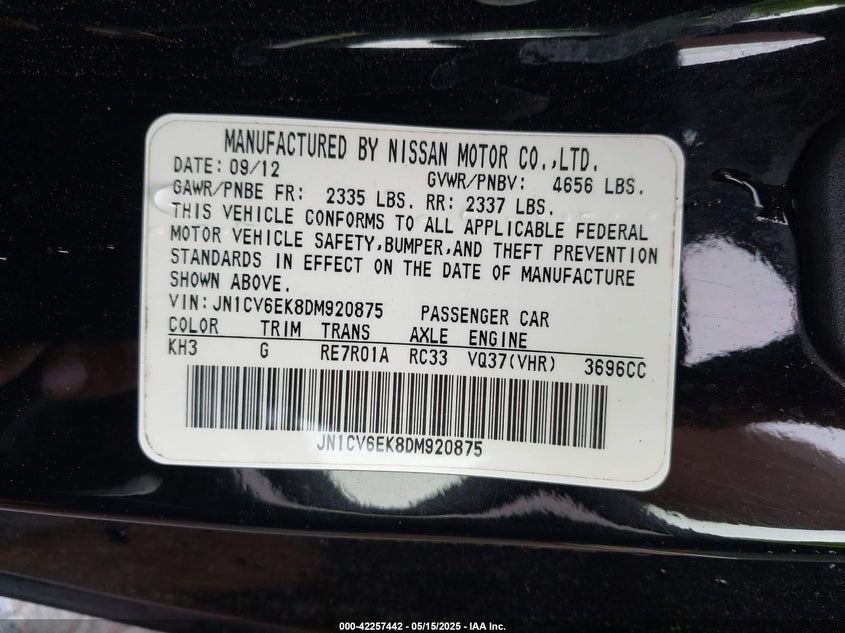 MANUFACTURED BY NISSAN MOTOR CO.,LTD.
DATE: 09/12 GVWR/PNBV: 4656 LBS.
GAWR/PNBE FR: 2335 LBS. RR: 2337 LBS.
THIS VEHICLE CONFORMS TO ALL APPLICABLE FEDERAL
MOTOR VEHICLE SAFETY,BUMPER,AND THEFT PREVENTION
STANDARDS IN EFFECT ON THE DATE OF MANUFACTURE
SHOWN ABOVE.
VIN:JN1CV6EK8DM920875 PASSENGER CAR
COLOR TRIM TRANS AXLE ENGINE
KH3 G RE7R01A RC33 VQ37(VHR) 3696CC
JN1CV6EK8DM920875
000-42257442 - 05/15/2025 - IAA Inc.